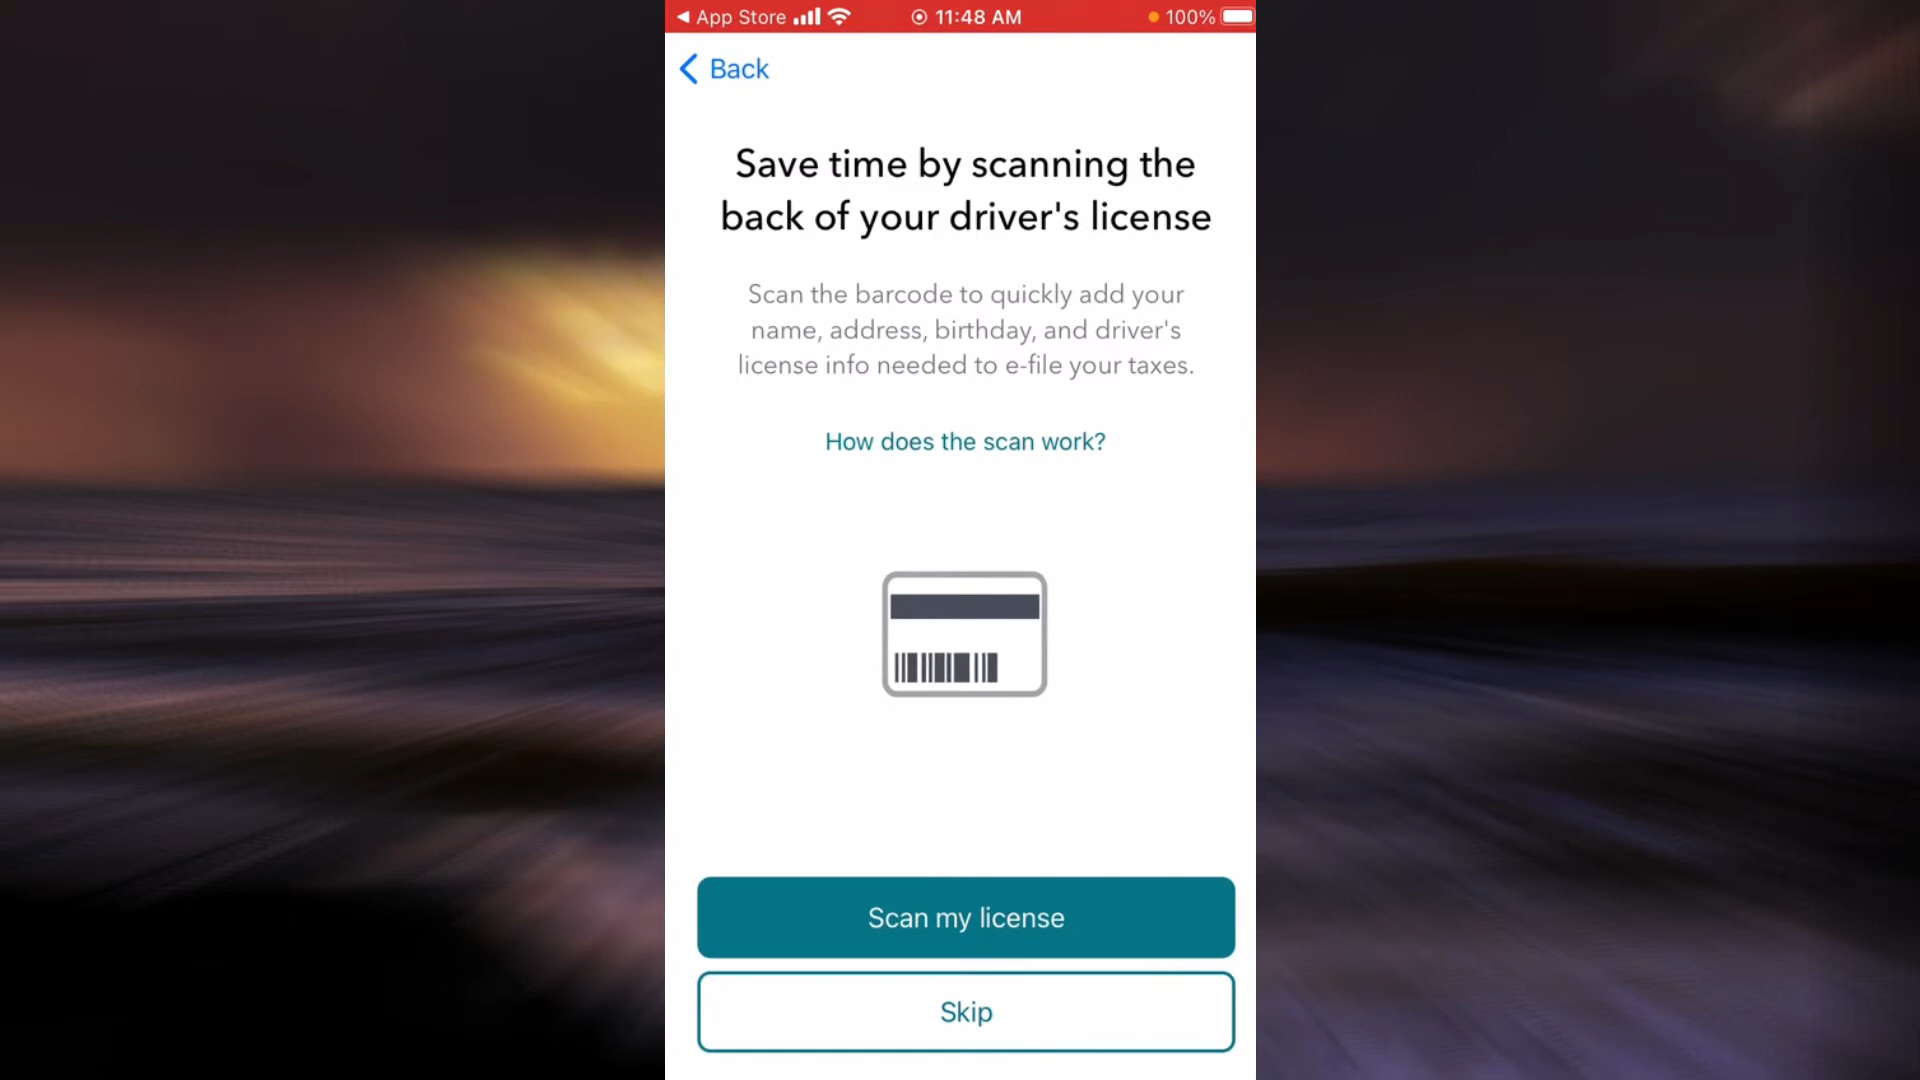 App Store 11:48 AM 100%
Back
Save time by scanning the
back of your driver's license
Scan the barcode to quickly add your
name, address, birthday, and driver's
license info needed to e-file your taxes.
How does the scan work?
Scan my license
Skip